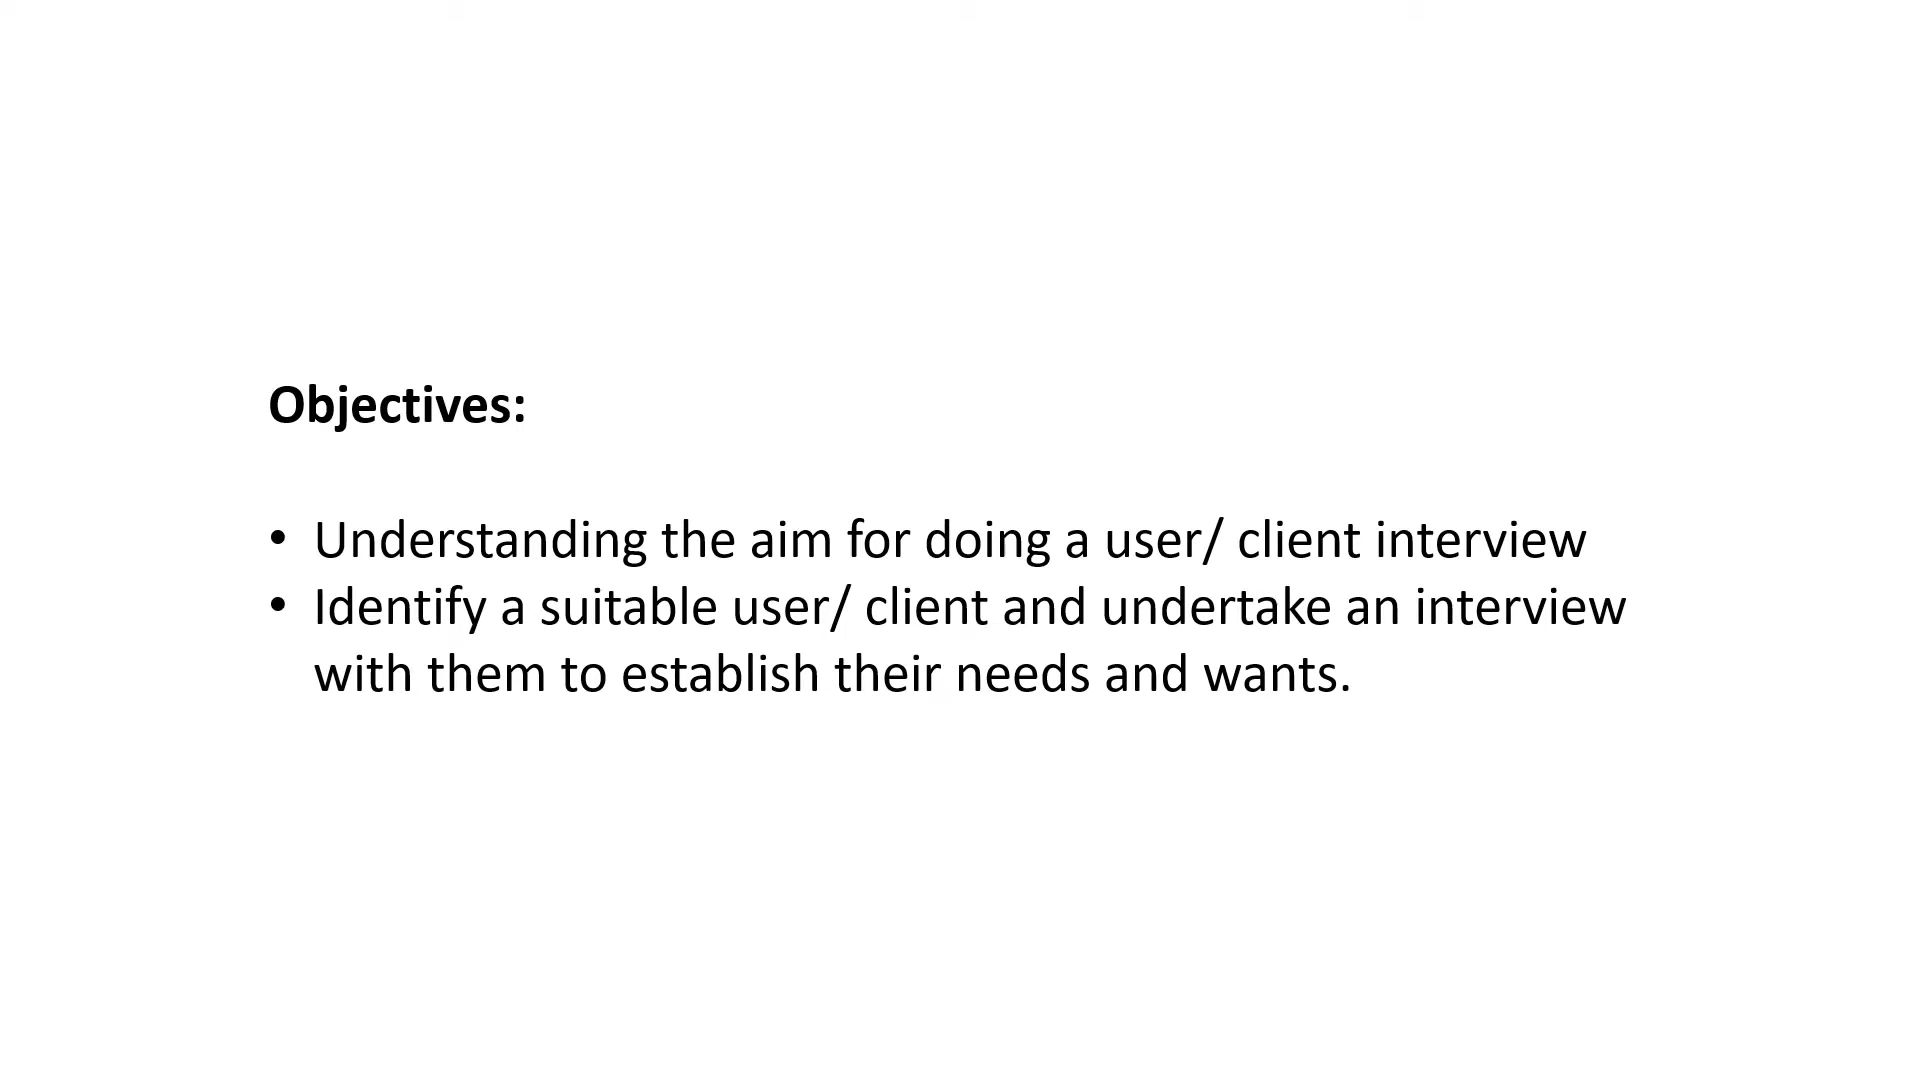 Objectives:
• Understanding the aim for doing a user/ client interview
• Identify a suitable user/ client and undertake an interview
with them to establish their needs and wants.